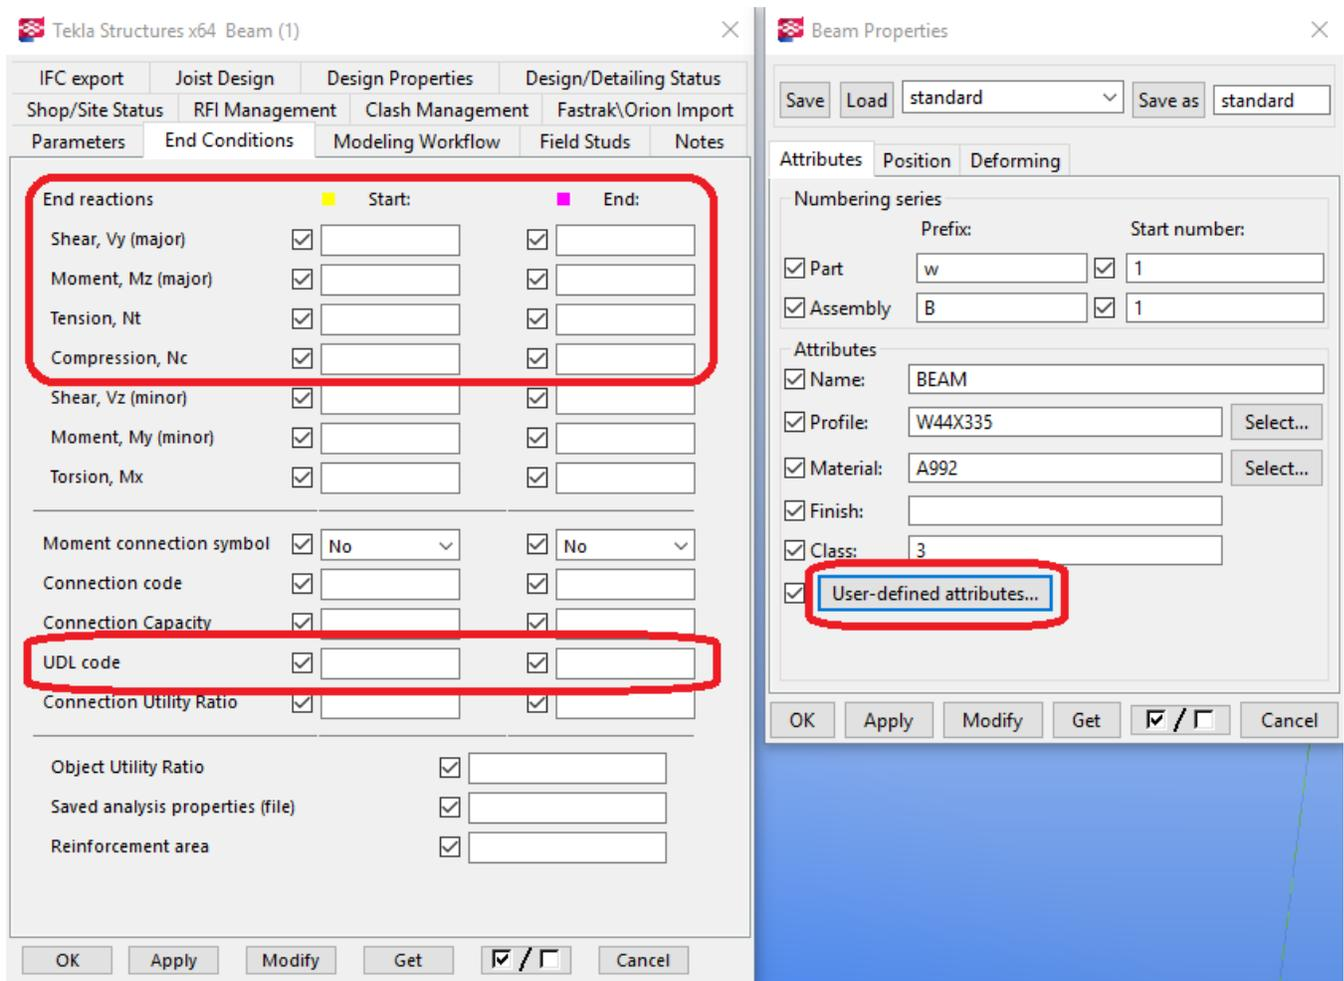 Tekla Structures x64 Beam (1)
IFC export Joist Design Design Properties Design/Detailing Status
Shop/Site Status RFI Management Clash Management Fastrak\Orion Import
Parameters End Conditions Modeling Workflow Field Studs Notes
End reactions Start: End:
Shear, Vy (major)
Moment, Mz (major)
Tension, Nt
Compression, Nc
Shear, Vz (minor)
Moment, My (minor)
Torsion, Mx
Moment connection symbol No No
Connection code
Connection Capacity
UDL code
Connection Utility Ratio
Object Utility Ratio
Saved analysis properties (file)
Reinforcement area
OK Apply Modify Get / Cancel
Beam Properties
Save Load standard Save as standard
Attributes Position Deforming
Numbering series
Prefix: Start number:
Part w 1
Assembly B 1
Attributes
Name: BEAM
Profile: W44X335 Select...
Material: A992 Select...
Finish:
Class: 3
User-defined attributes...
OK Apply Modify Get / Cancel